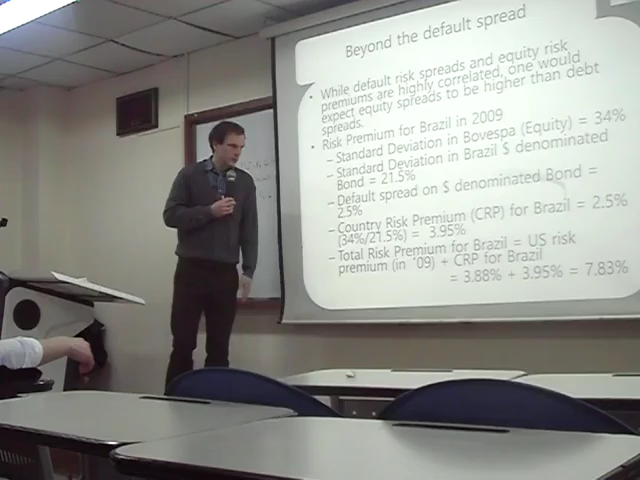 Beyond the default spread
• While default risk spreads and equity risk
premiums are highly correlated, one would
expect equity spreads to be higher than debt
spreads.
• Risk Premium for Brazil in 2009
– Standard Deviation in Bovespa (Equity) = 34%
– Standard Deviation in Brazil $ denominated
Bond = 21.5%
– Default spread on $ denominated Bond =
2.5%
– Country Risk Premium (CRP) for Brazil = 2.5%
(34%/21.5%) = 3.95%
– Total Risk Premium for Brazil = US risk
premium (in '09) + CRP for Brazil
= 3.88% + 3.95% = 7.83%